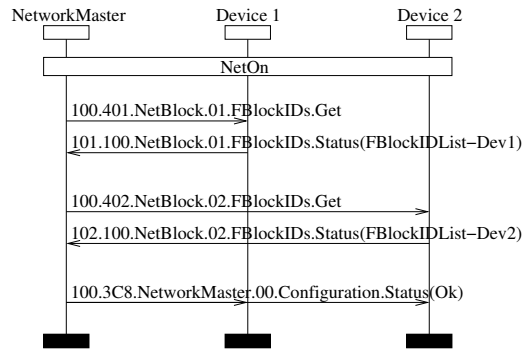 NetworkMaster Device 1 Device 2
NetOn
100.401.NetBlock.01.FBlockIDs.Get
101.100.NetBlock.01.FBlockIDs.Status(FBlockIDList−Dev1)
100.402.NetBlock.02.FBlockIDs.Get
102.100.NetBlock.02.FBlockIDs.Status(FBlockIDList−Dev2)
100.3C8.NetworkMaster.00.Configuration.Status(Ok)